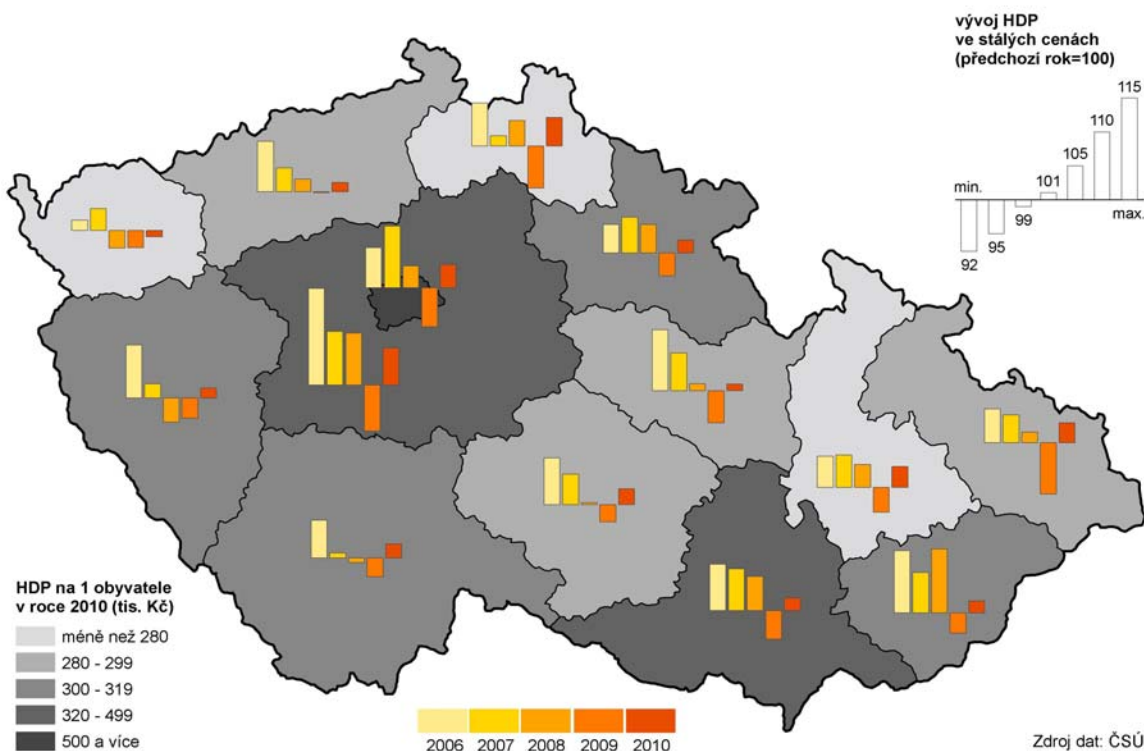 vývoj HDP
ve stálých cenách
(předchozí rok=100)
115
110
105
101
min.
max.
99
95
92
HDP na 1 obyvatele
v roce 2010 (tis. Kč)
méně než 280
280 - 299
300 - 319
320 - 499
500 a více
2006 2007 2008 2009 2010
Zdroj dat: ČSÚ